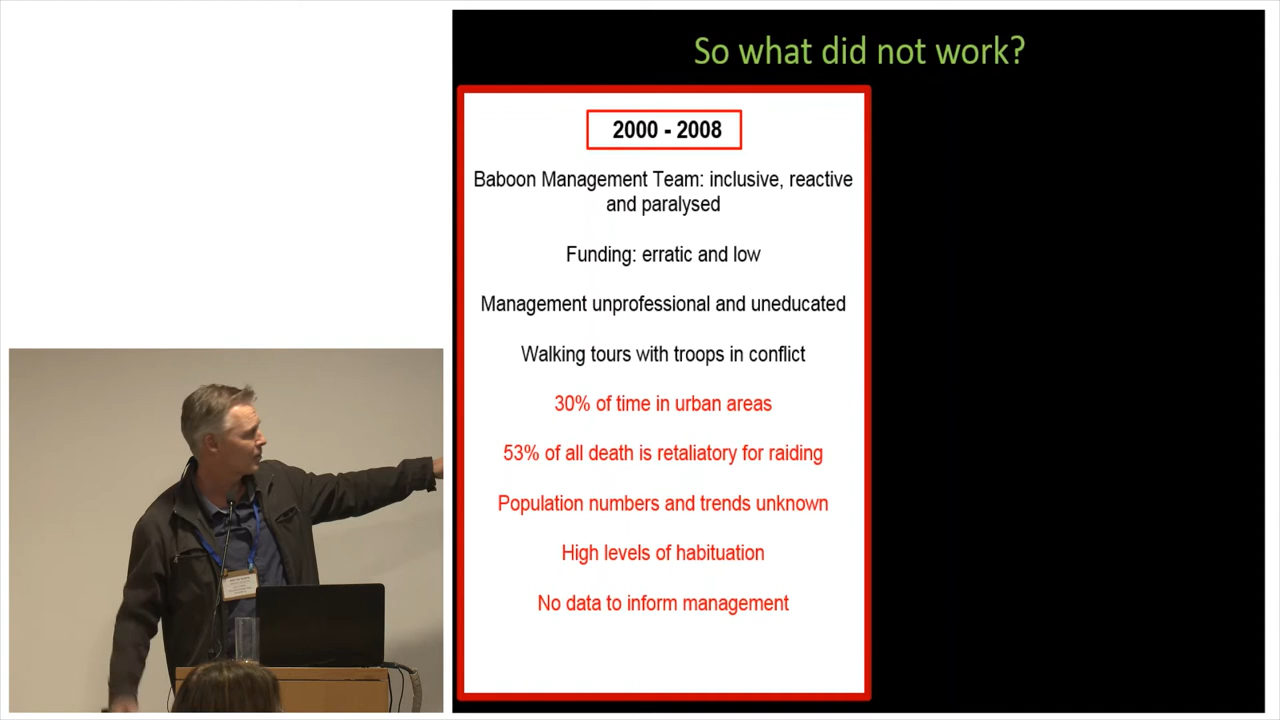 So what did not work?
2000 - 2008
Baboon Management Team: inclusive, reactive
and paralysed
Funding: erratic and low
Management unprofessional and uneducated
Walking tours with troops in conflict
30% of time in urban areas
53% of all death is retaliatory for raiding
Population numbers and trends unknown
High levels of habituation
No data to inform management